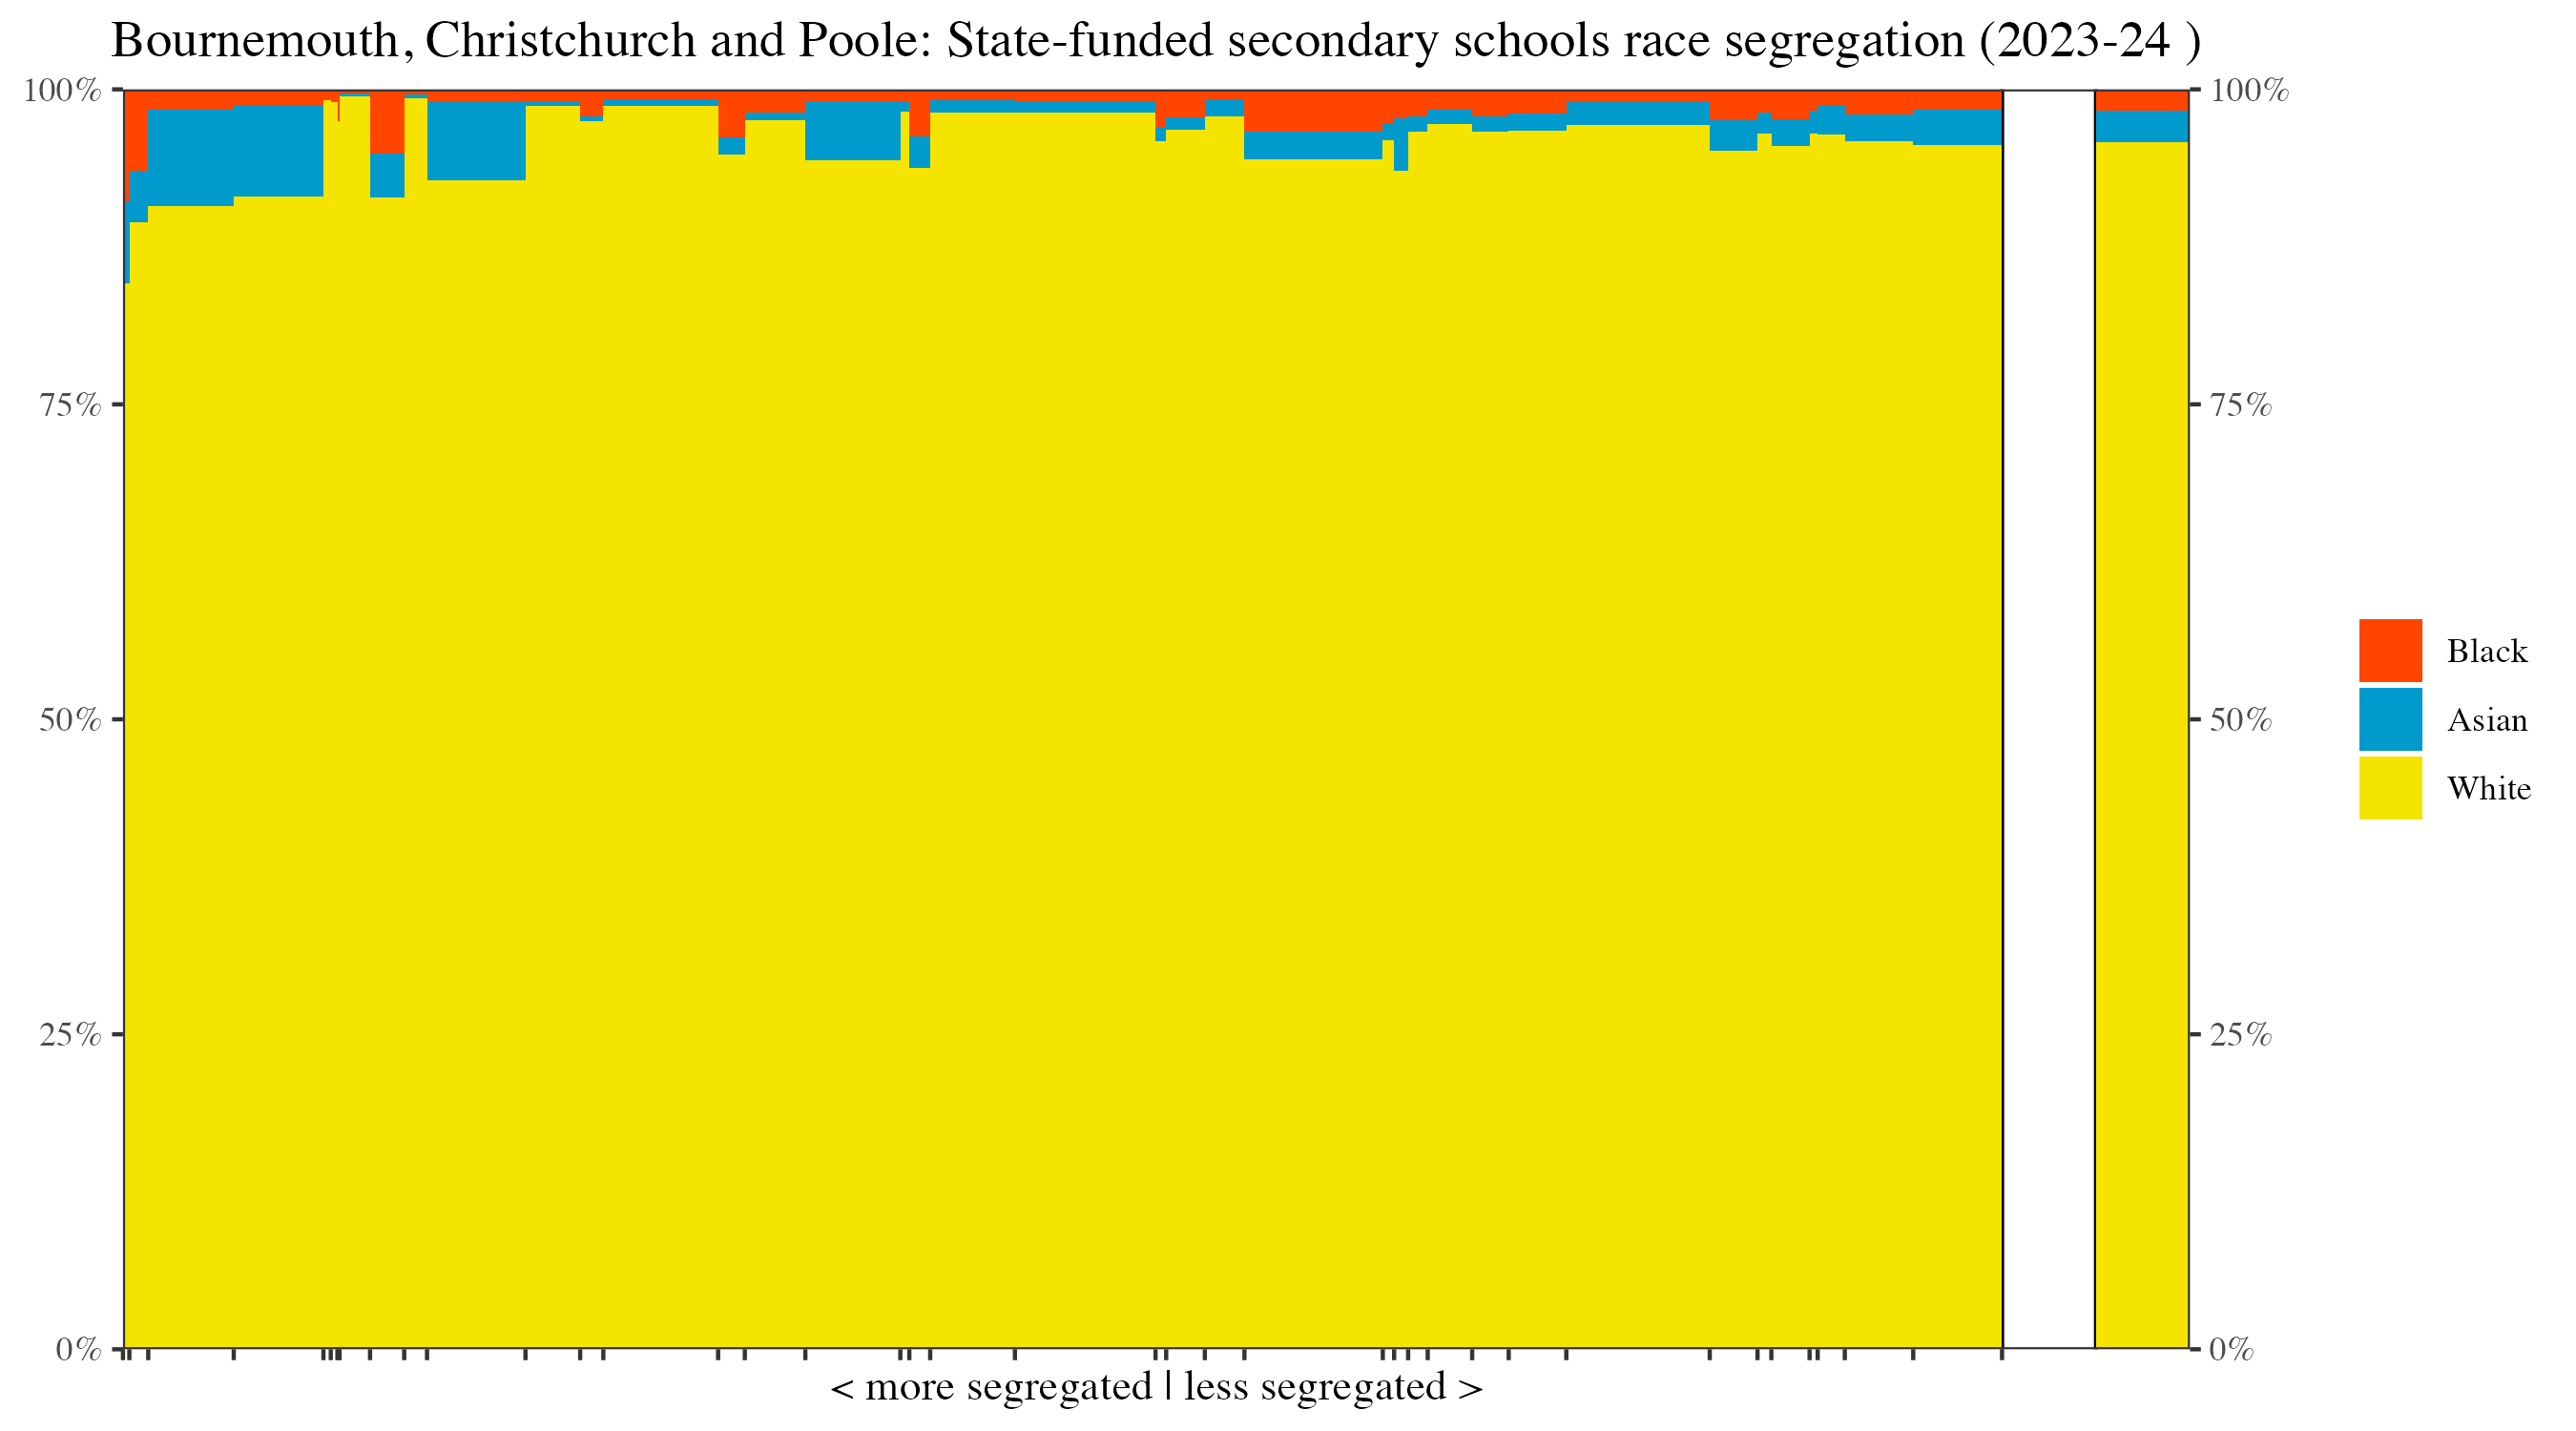 Bournemouth, Christchurch and Poole: State-funded secondary schools race segregation (2023-24 )
100%
100%
75%
75%
50%
50%
25%
25%
0%
0%
Black
Asian
White
< more segregated | less segregated >